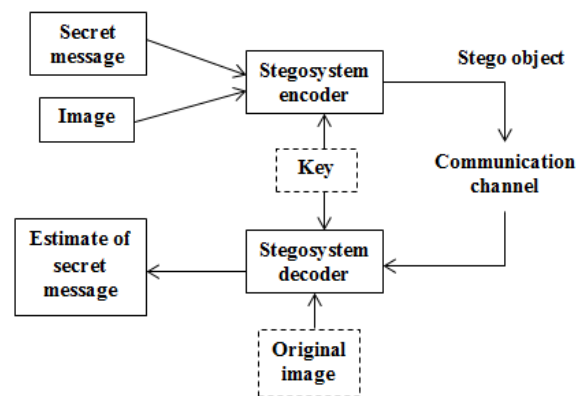 Secret
message
Image
Stegosystem
encoder
Stego object
Key
Communication
channel
Estimate of
secret
message
Stegosystem
decoder
Original
image